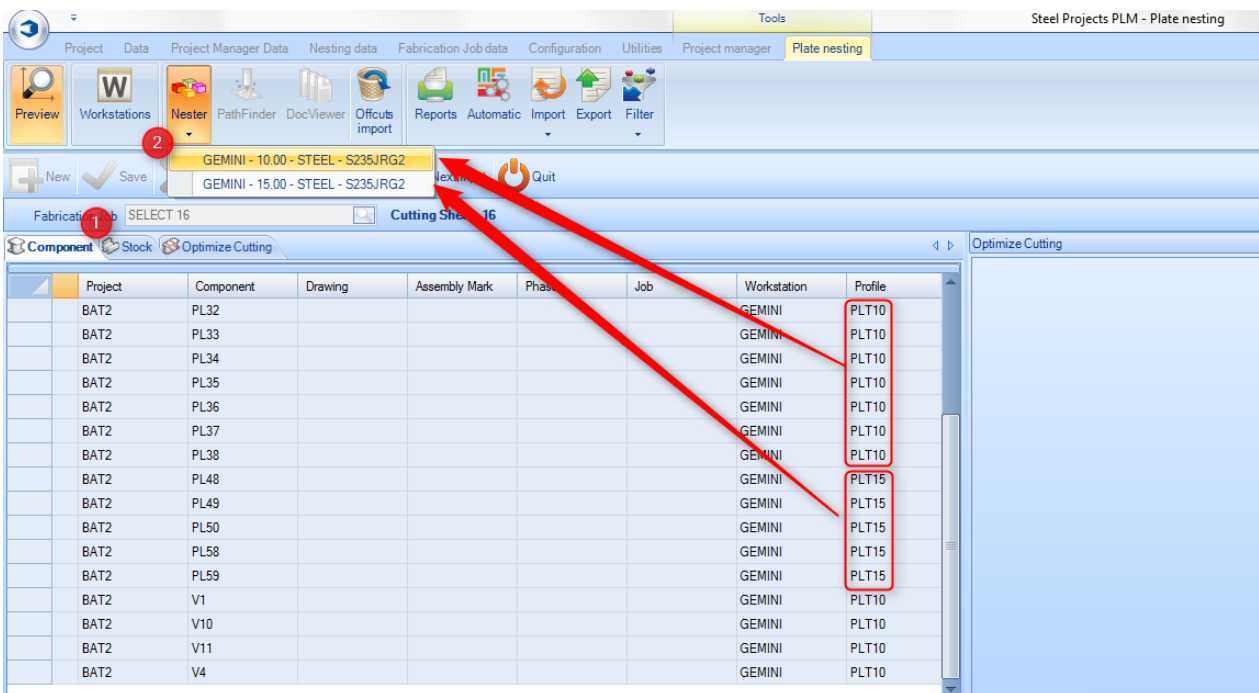 Tools
Steel Projects PLM - Plate nesting
Project Data Project Manager Data Nesting data Fabrication Job data Configuration Utilities Project manager Plate nesting
W
Preview Workstations Nester PathFinder DocViewer Offcuts import Reports Automatic Import Export Filter
2
GEMINI - 10.00 - STEEL - S235JRG2
New Save Quit
GEMINI - 15.00 - STEEL - S235JRG2
Fabrication Job SELECT 16 Cutting 16
1
Component Stock Optimize Cutting Optimize Cutting
Project Component Drawing Assembly Mark Phase Job Workstation Profile
BAT2 PL32 GEMINI PLT10
BAT2 PL33 GEMINI PLT10
BAT2 PL34 GEMINI PLT10
BAT2 PL35 GEMINI PLT10
BAT2 PL36 GEMINI PLT10
BAT2 PL37 GEMINI PLT10
BAT2 PL38 GEMINI PLT10
BAT2 PL48 GEMINI PLT15
BAT2 PL49 GEMINI PLT15
BAT2 PL50 GEMINI PLT15
BAT2 PL58 GEMINI PLT15
BAT2 PL59 GEMINI PLT15
BAT2 V1 GEMINI PLT10
BAT2 V10 GEMINI PLT10
BAT2 V11 GEMINI PLT10
BAT2 V4 GEMINI PLT10